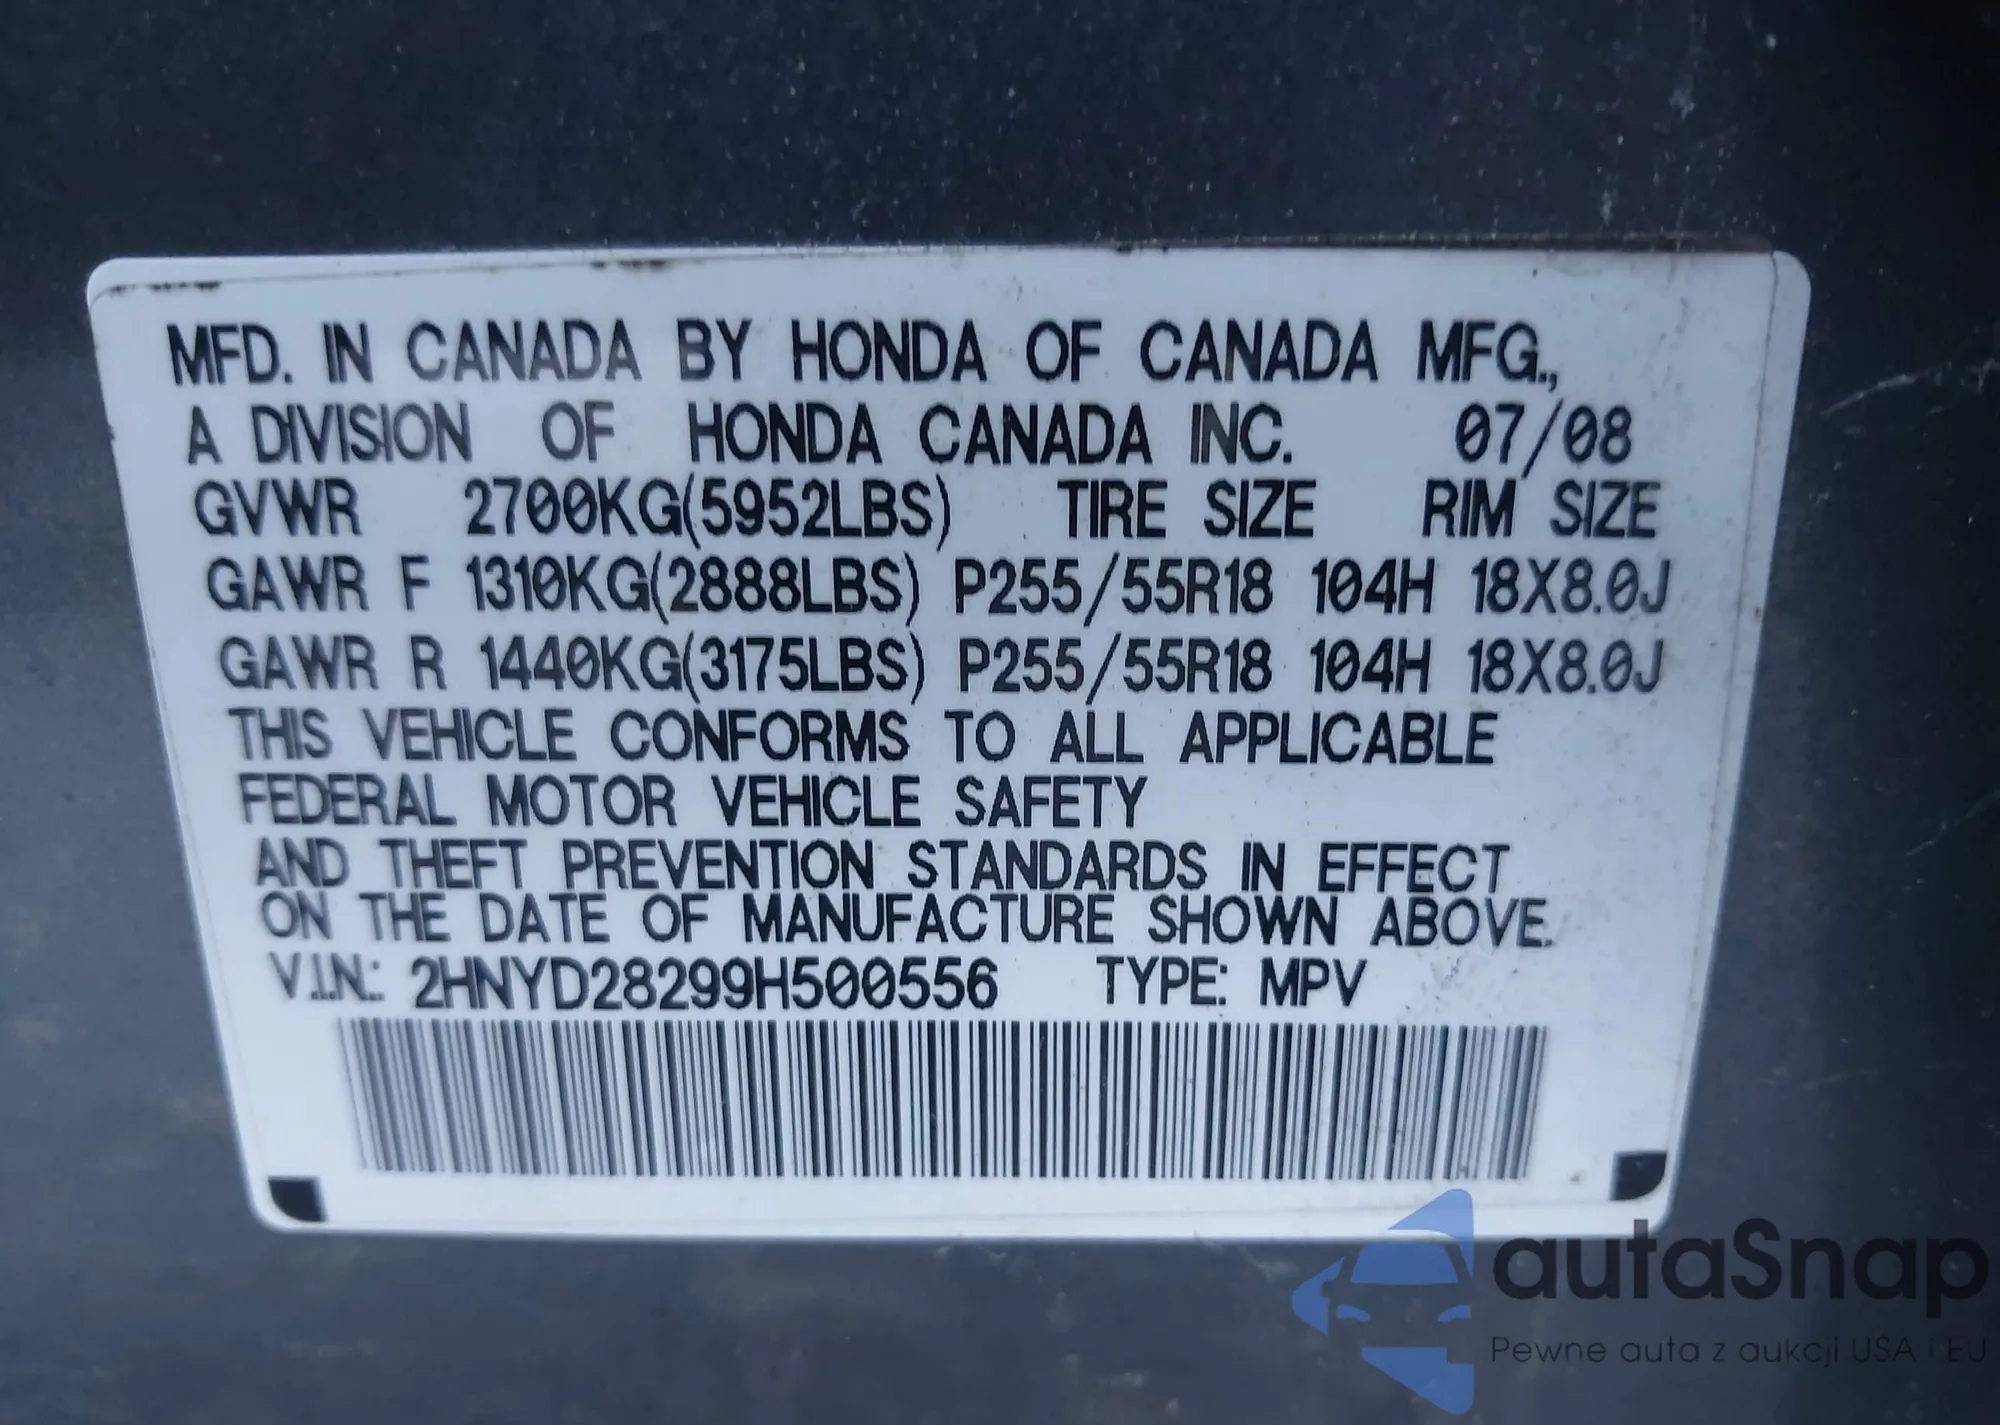 MFD. IN CANADA BY HONDA OF CANADA MFG.,
A DIVISION OF HONDA CANADA INC. 07/08
GVWR 2700KG(5952LBS) TIRE SIZE RIM SIZE
GAWR F 1310KG(2888LBS) P255/55R18 104H 18X8.0J
GAWR R 1440KG(3175LBS) P255/55R18 104H 18X8.0J
THIS VEHICLE CONFORMS TO ALL APPLICABLE
FEDERAL MOTOR VEHICLE SAFETY
AND THEFT PREVENTION STANDARDS IN EFFECT
ON THE DATE OF MANUFACTURE SHOWN ABOVE.
V.I.N.: 2HNYD28299H500556 TYPE: MPV
autaSnap
Pewne auta z aukcji USA i EU